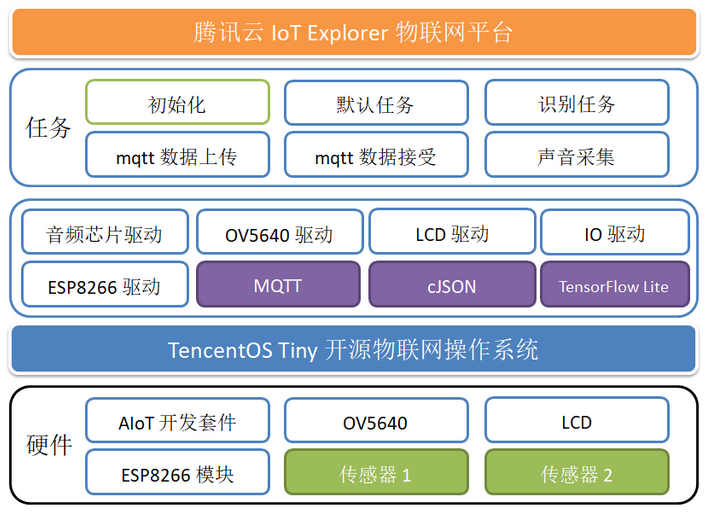 腾讯云 IoT Explorer 物联网平台
任务
初始化
默认任务
识别任务
mqtt 数据上传
mqtt 数据接受
声音采集
音频芯片驱动
OV5640 驱动
LCD 驱动
IO 驱动
ESP8266 驱动
MQTT
cJSON
TensorFlow Lite
TencentOS Tiny 开源物联网操作系统
硬件
AIoT 开发套件
OV5640
LCD
ESP8266 模块
传感器 1
传感器 2